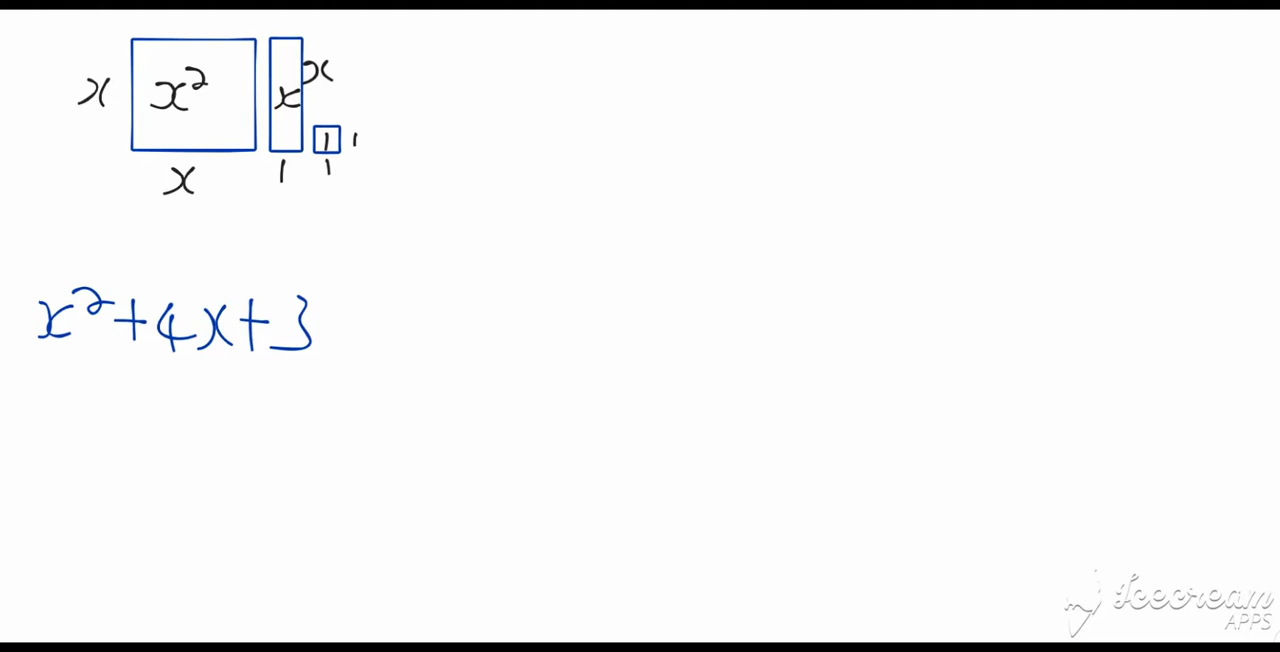 x x² x x
1 1
x 1 1
x²+4x+3
Icecream
APPS